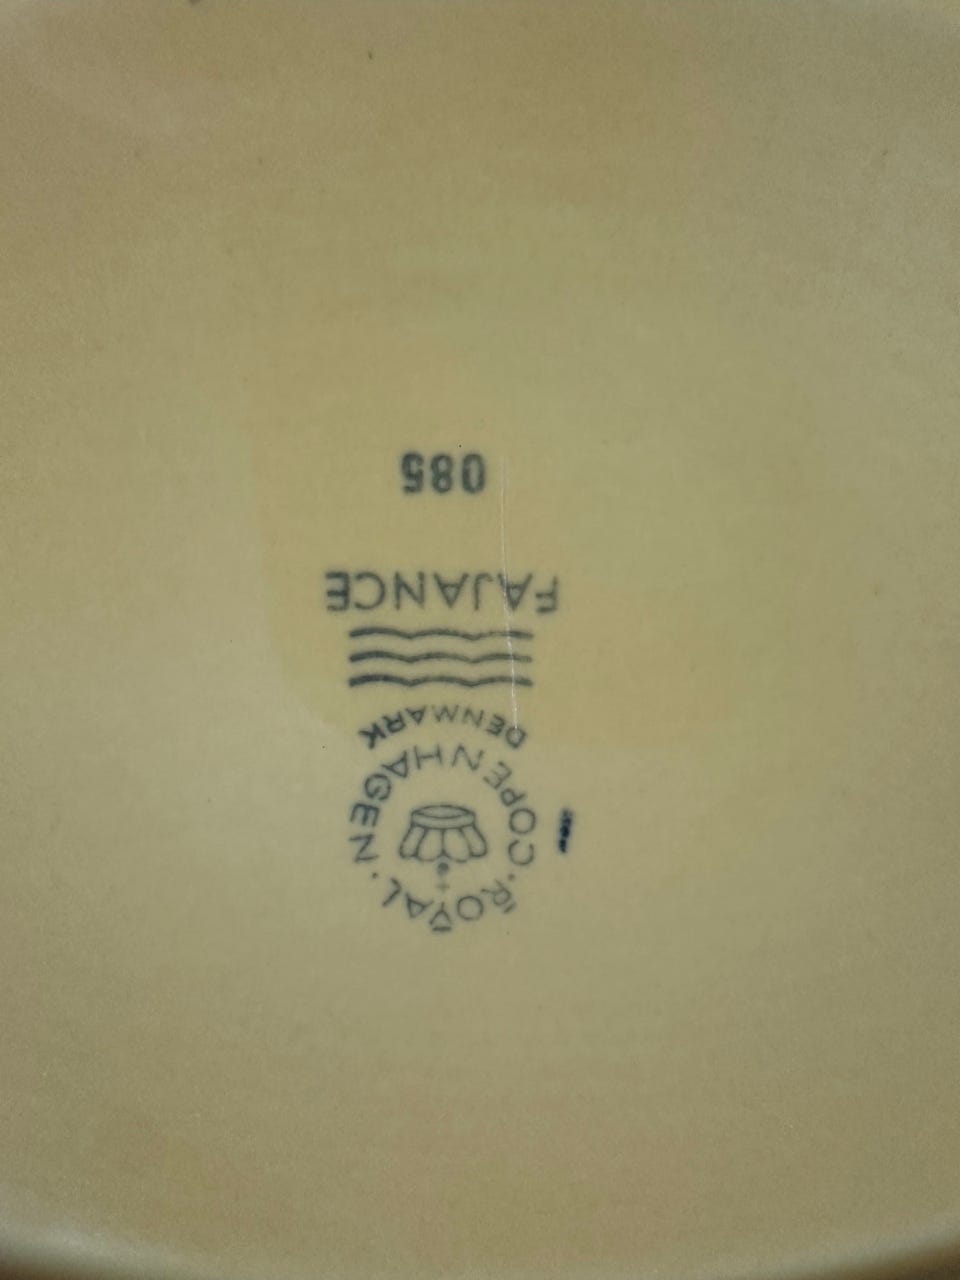 ROYAL · COPENHAGEN ·
DENMARK
FAJANCE
085